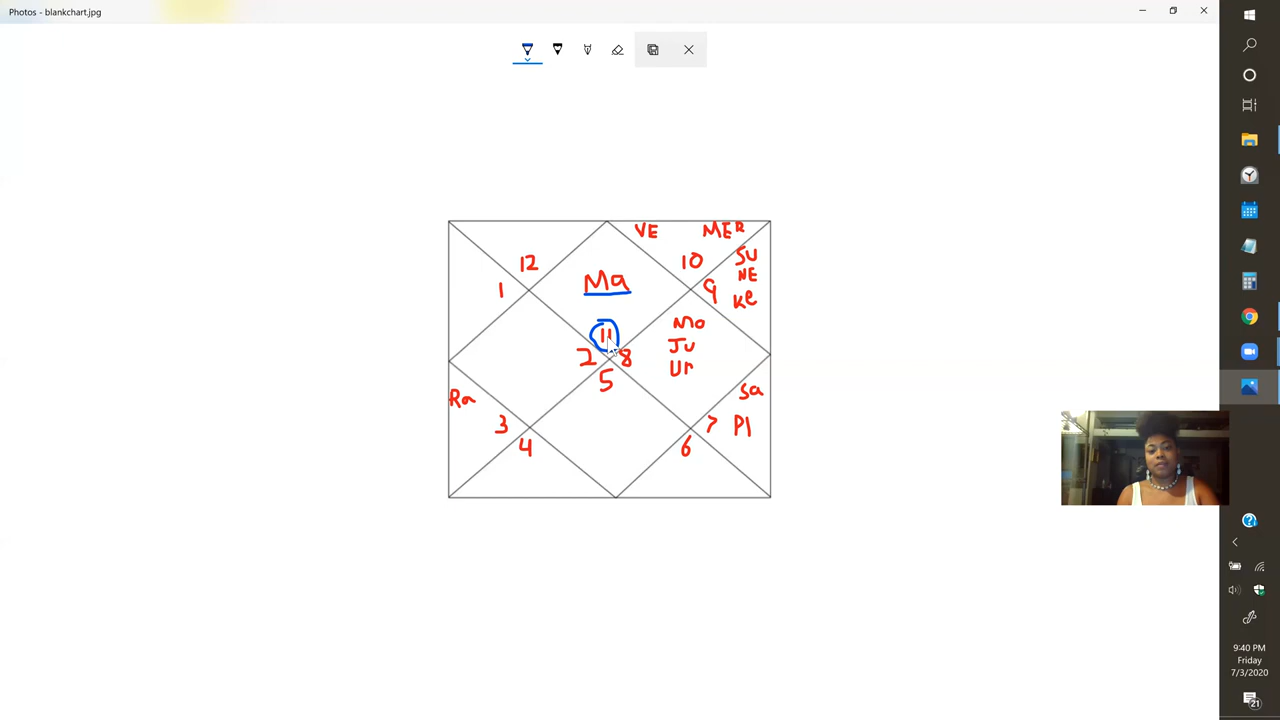 Photos - blankchart.jpg
VE MER
12 10 SU
Ma NE
1 9 Ke
11 Mo
2 8 Ju
5 Ur
Ra Sa
3 7 Pl
4 6
9:40 PM
Friday
7/3/2020
21